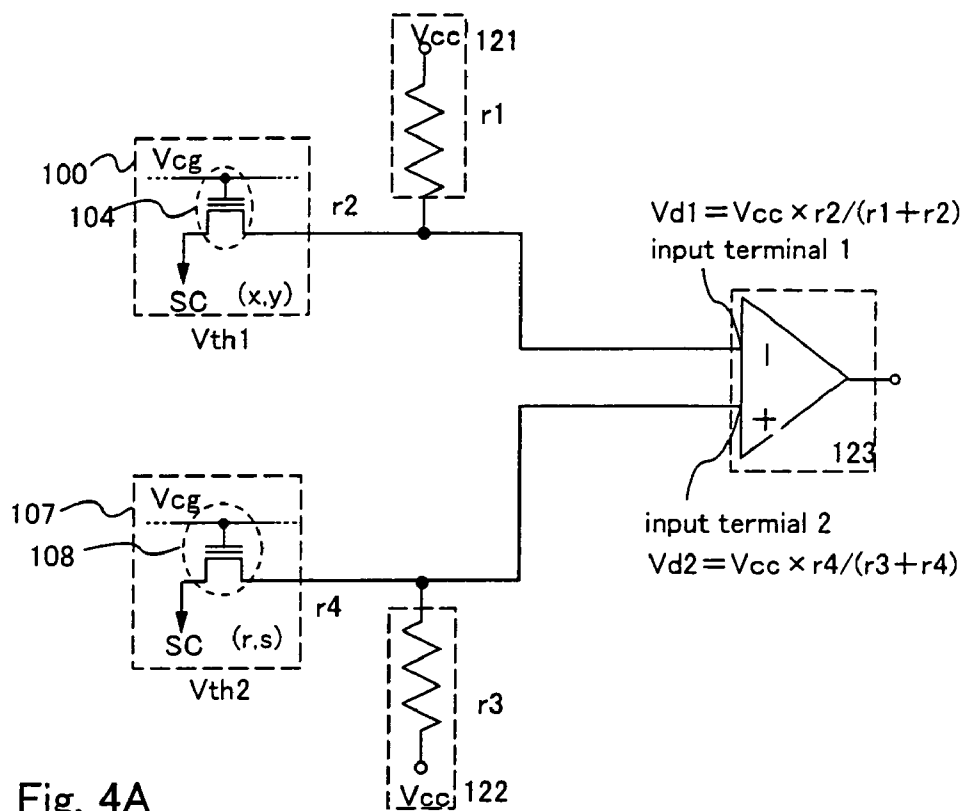 Vcc 121
r1
100
Vcg
104
r2
SC (x,y)
Vth1
Vd1=Vcc×r2/(r1+r2)
input terminal 1
−
+
123
107
Vcg
108
r4
SC (r,s)
Vth2
input termial 2
Vd2=Vcc×r4/(r3+r4)
r3
Vcc 122
Fig. 4A